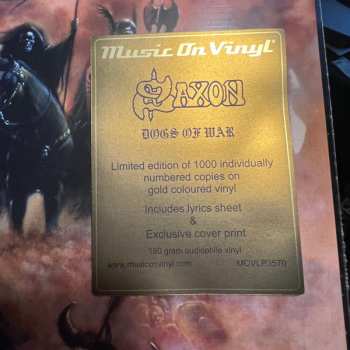 Music On Vinyl®
SAXON
DOGS OF WAR
Limited edition of 1000 individually
numbered copies on
gold coloured vinyl
Includes lyrics sheet
&
Exclusive cover print
180 gram audiophile vinyl
www.musiconvinyl.com MOVLP3570